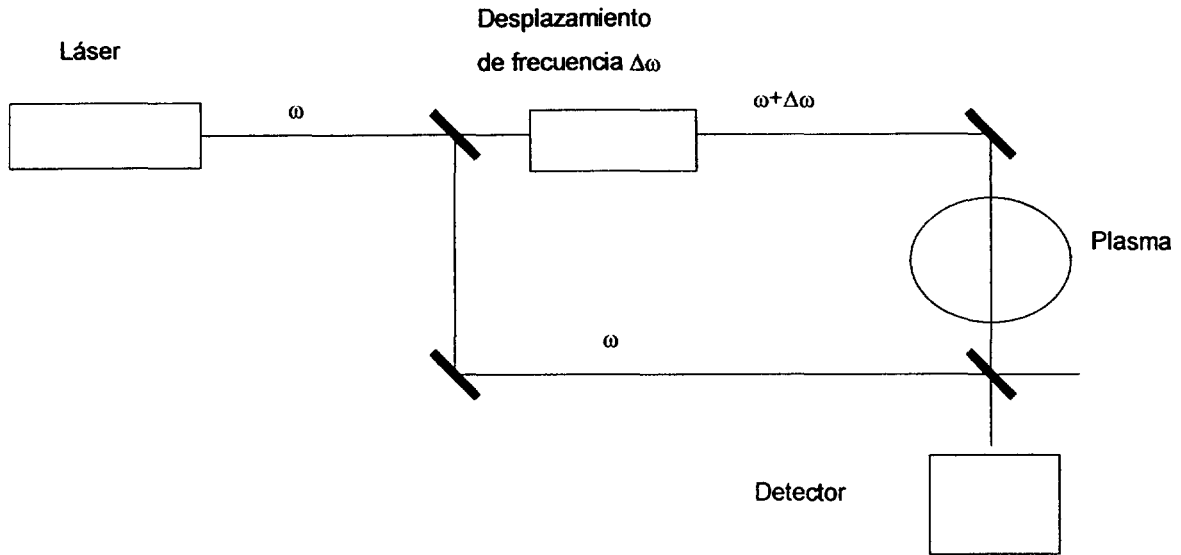 Desplazamiento
de frecuencia Δω
Láser
ω
ω+Δω
Plasma
ω
Detector